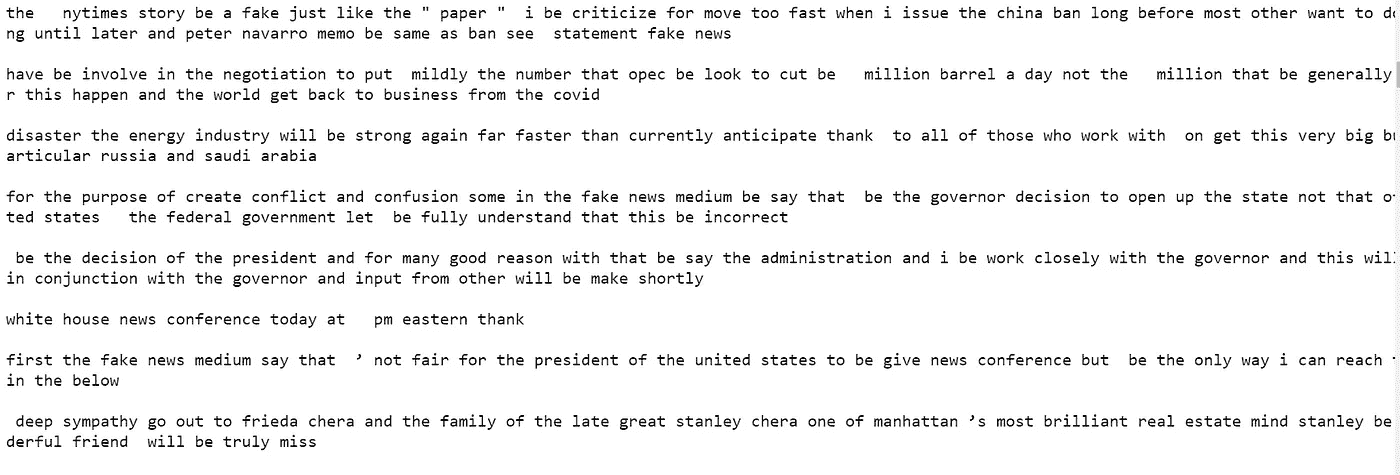 the   nytimes story be a fake just like the " paper "  i be criticize for move too fast when i issue the china ban long before most other want to
ng until later and peter navarro memo be same as ban see  statement fake news
have be involve in the negotiation to put  mildly the number that opec be look to cut be   million barrel a day not the   million that be generally
r this happen and the world get back to business from the covid
disaster the energy industry will be strong again far faster than currently anticipate thank  to all of those who work with  on get this very big
articular russia and saudi arabia
for the purpose of create conflict and confusion some in the fake news medium be say that  be the governor decision to open up the state not that
ted states   the federal government let  be fully understand that this be incorrect
be the decision of the president and for many good reason with that be say the administration and i be work closely with the governor and this
in conjunction with the governor and input from other will be make shortly
white house news conference today at   pm eastern thank
first the fake news medium say that  ’ not fair for the president of the united states to be give news conference but  be the only way i can reach
in the below
deep sympathy go out to frieda chera and the family of the late great stanley chera one of manhattan ’s most brilliant real estate mind stanley be
derful friend  will be truly miss